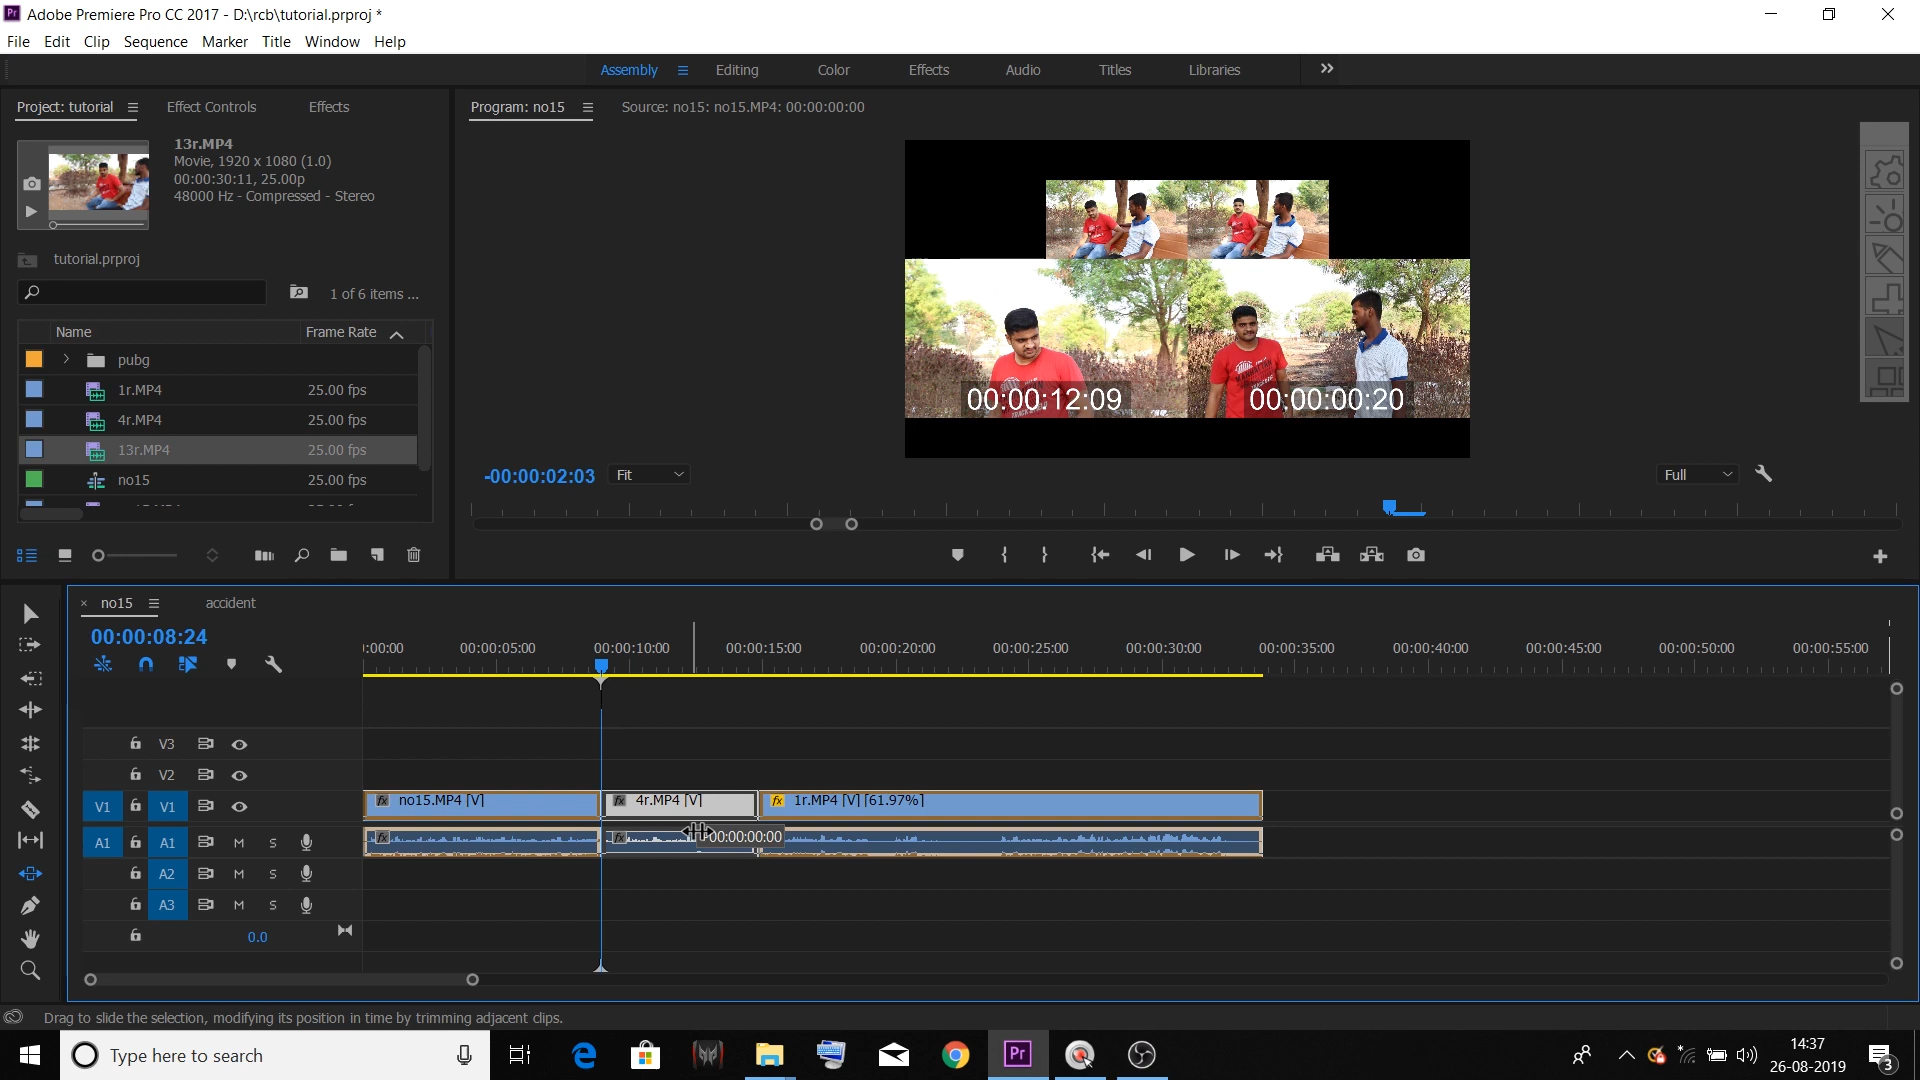 Adobe Premiere Pro CC 2017 - D:\rcb\tutorial.prproj *
File Edit Clip Sequence Marker Title Window Help
Assembly Editing Color Effects Audio Titles Libraries
Project: tutorial Effect Controls Effects
Program: no15 Source: no15: no15.MP4: 00:00:00:00
13r.MP4
Movie, 1920 x 1080 (1.0)
00:00:30:11, 25.00p
48000 Hz - Compressed - Stereo
tutorial.prproj
1 of 6 items ...
Name Frame Rate
pubg
1r.MP4 25.00 fps
4r.MP4 25.00 fps
13r.MP4 25.00 fps
no15 25.00 fps
00:00:12:09 00:00:00:20
-00:00:02:03 Fit Full
no15 accident
00:00:08:24
:00:00 00:00:05:00 00:00:10:00 00:00:15:00 00:00:20:00 00:00:25:00 00:00:30:00 00:00:35:00 00:00:40:00 00:00:45:00 00:00:50:00 00:00:55:00
V3
V2
V1 V1 fx no15.MP4 [V] fx 4r.MP4 [V] fx 1r.MP4 [V] [61.97%]
A1 A1 M S fx fx 00:00:00:00
A2 M S
A3 M S
0.0
Drag to slide the selection, modifying its position in time by trimming adjacent clips.
Type here to search
Pr
14:37
26-08-2019
3